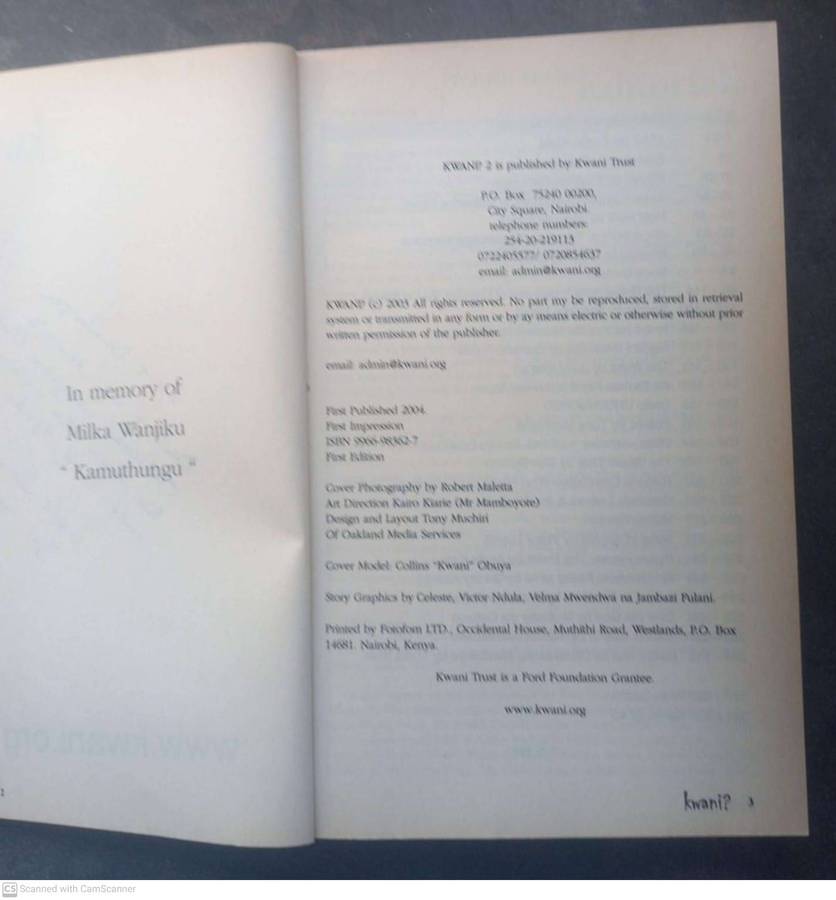 In memory of
Milka Wanjiku
" Kamuthungu "
2
KWANI? 2 is published by Kwani Trust
P.O. Box 75240 00200,
City Square, Nairobi
telephone numbers
254-20-219113
0722405577/ 0720854637
email: admin@kwani.org
KWANI? (c) 2003 All rights reserved. No part my be reproduced, stored in retrieval
system or transmitted in any form or by ay means electric or otherwise without prior
written permission of the publisher.
email: admin@kwani.org
First Published 2004.
First Impression
ISBN 9966-98362-7
First Edition
Cover Photography by Robert Maletta
Art Direction Kairo Kiarie (Mr Mamboyote)
Design and Layout Tony Muchiri
Of Oakland Media Services
Cover Model: Collins "Kwani" Obuya
Story Graphics by Celeste, Victor Ndula, Velma Mwendwa na Jambazi Fulani.
Printed by Fotofom LTD., Occidental House, Muthithi Road, Westlands, P.O. Box
14681. Nairobi, Kenya.
Kwani Trust is a Ford Foundation Grantee.
www.kwani.org
kwani? 3
CS Scanned with CamScanner